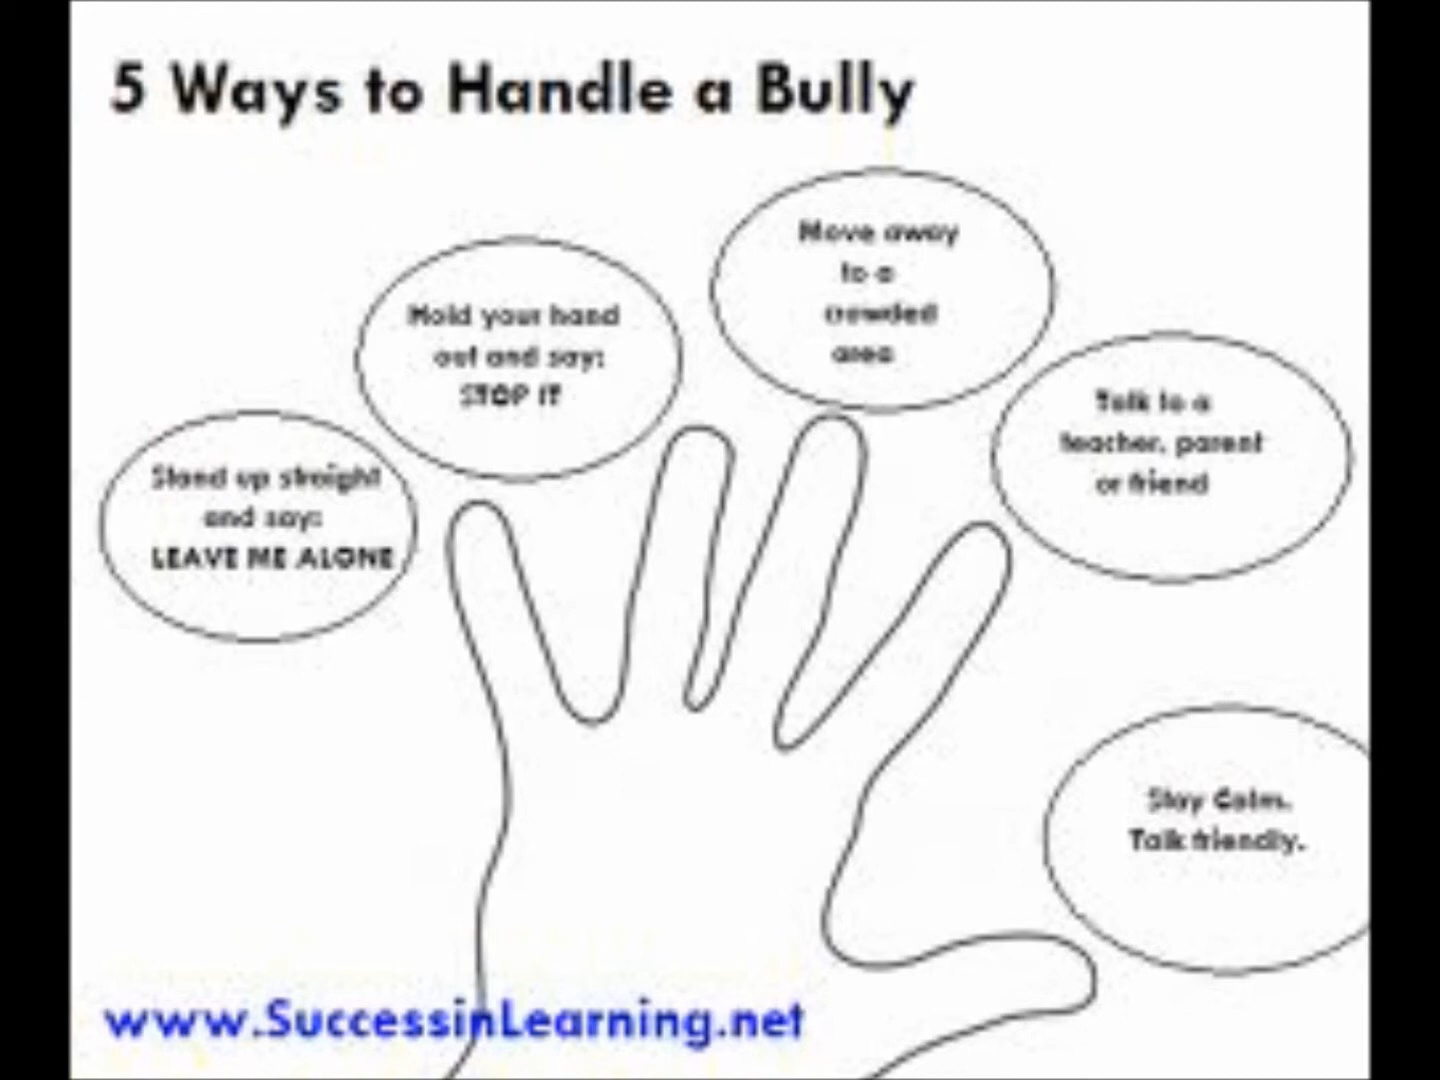 5 Ways to Handle a Bully
Stand up straight
and say:
LEAVE ME ALONE
Hold your hand
out and say:
STOP IT
Move away
to a
crowded
area
Talk to a
teacher, parent
or friend
Stay Calm.
Talk friendly.
www.SuccessinLearning.net